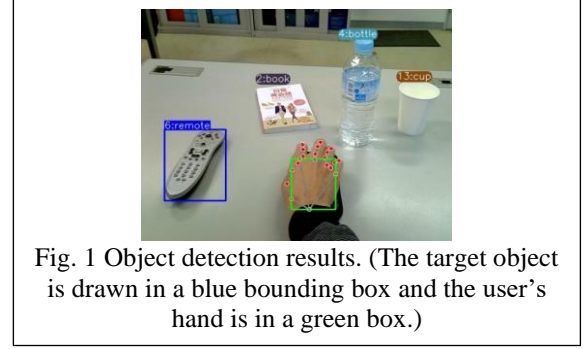 4:bottle
2:book
13:cup
6:remote
Fig. 1 Object detection results. (The target object
is drawn in a blue bounding box and the user's
hand is in a green box.)